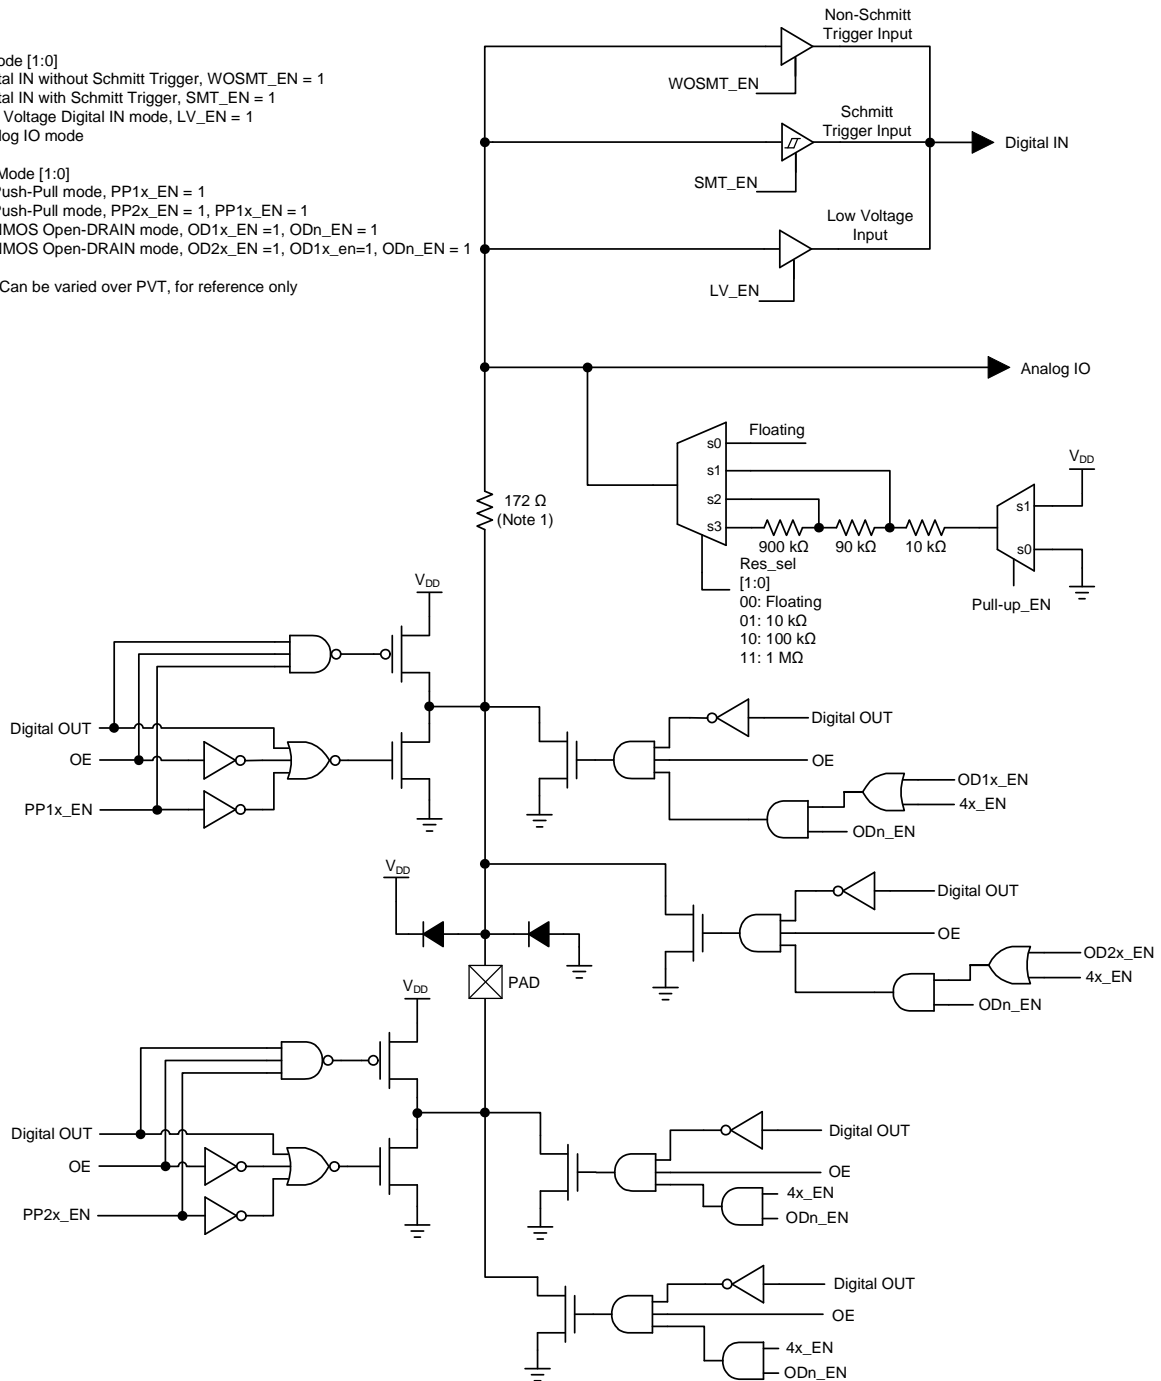 ode [1:0]
tal IN without Schmitt Trigger, WOSMT_EN = 1
tal IN with Schmitt Trigger, SMT_EN = 1
Voltage Digital IN mode, LV_EN = 1
log IO mode
Mode [1:0]
Push-Pull mode, PP1x_EN = 1
Push-Pull mode, PP2x_EN = 1, PP1x_EN = 1
NMOS Open-DRAIN mode, OD1x_EN =1, ODn_EN = 1
NMOS Open-DRAIN mode, OD2x_EN =1, OD1x_en=1, ODn_EN = 1
Can be varied over PVT, for reference only
Non-Schmitt
Trigger Input
WOSMT_EN
Schmitt
Trigger Input
Digital IN
SMT_EN
Low Voltage
Input
LV_EN
Analog IO
Floating
s0
s1
s2
s3
900 kΩ
90 kΩ
10 kΩ
VDD
s1
s0
Pull-up_EN
Res_sel
[1:0]
00: Floating
01: 10 kΩ
10: 100 kΩ
11: 1 MΩ
172 Ω
(Note 1)
VDD
Digital OUT
OE
PP1x_EN
Digital OUT
OE
OD1x_EN
4x_EN
ODn_EN
VDD
Digital OUT
OE
OD2x_EN
4x_EN
ODn_EN
PAD
VDD
Digital OUT
OE
PP2x_EN
Digital OUT
OE
4x_EN
ODn_EN
Digital OUT
OE
4x_EN
ODn_EN